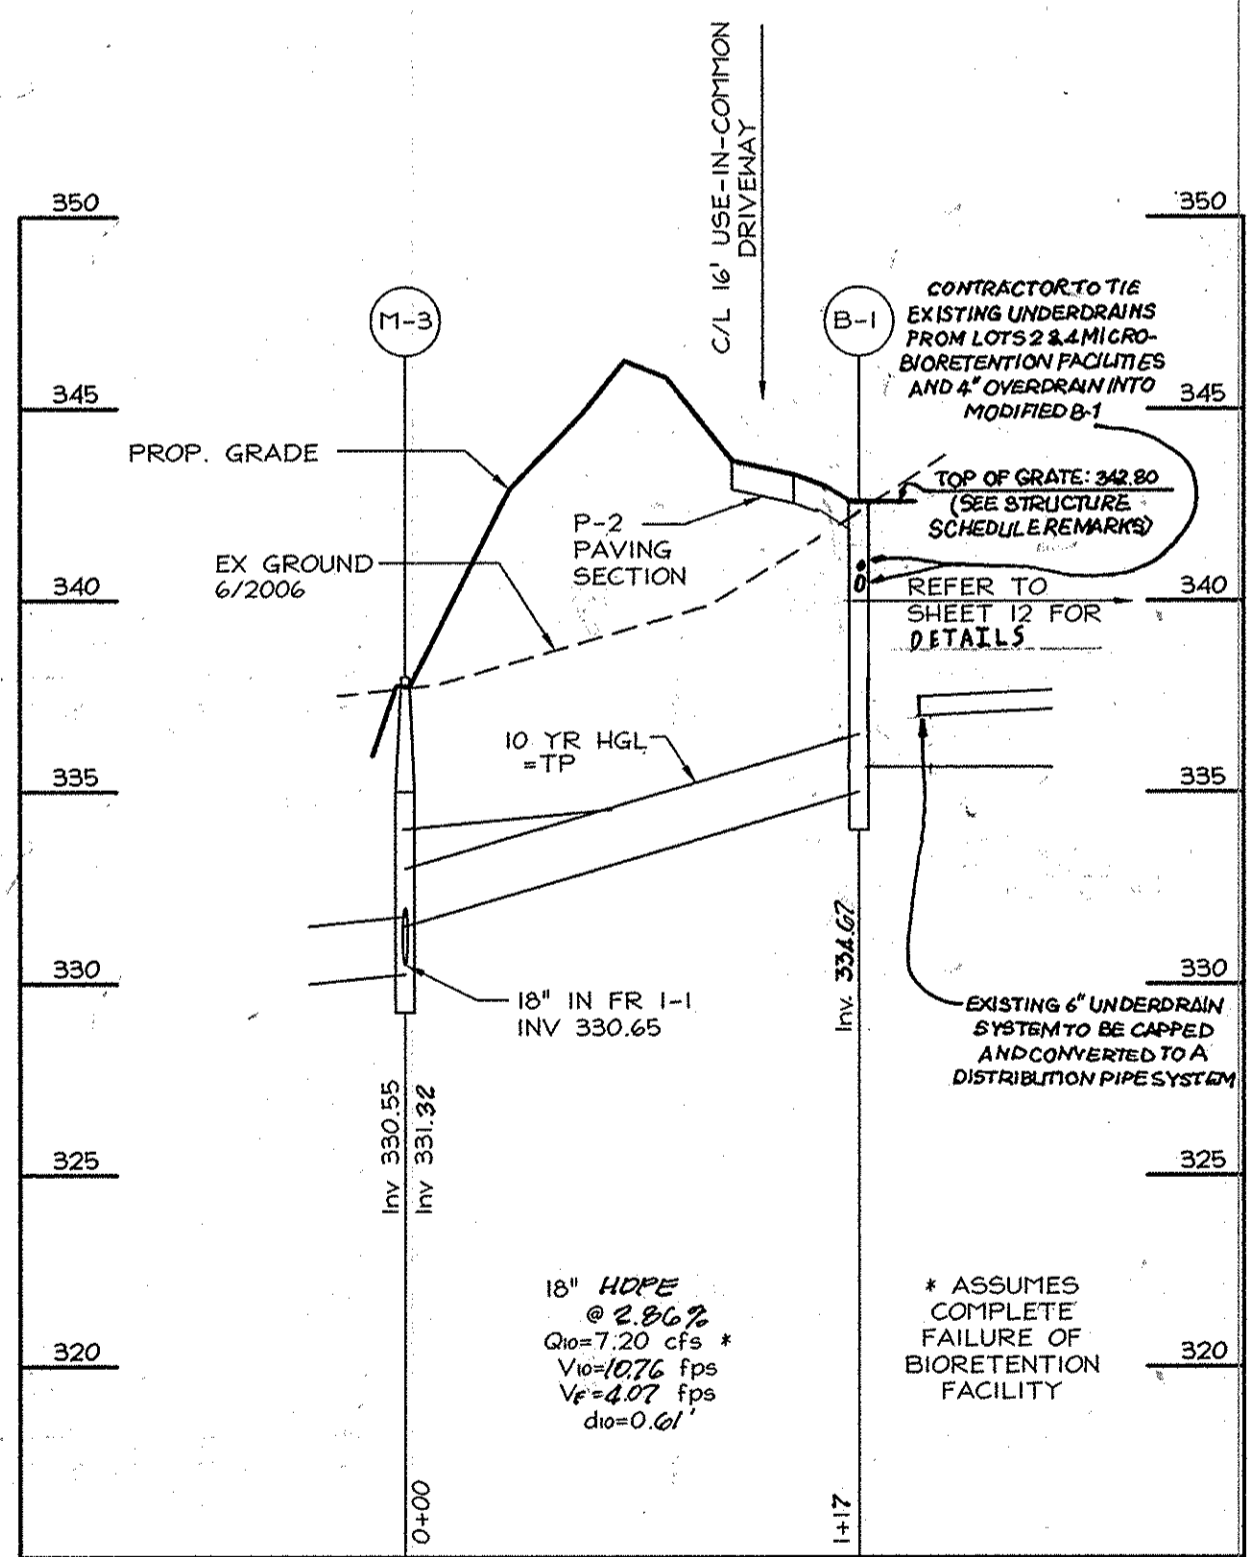 C/L 16' USE-IN-COMMON
DRIVEWAY
350
350
M-3
B-1
CONTRACTOR TO TIE
EXISTING UNDERDRAINS
PROM LOTS 2 & 4 MICRO-
BIORETENTION FACILITIES
AND 4" OVERDRAIN INTO
MODIFIED B-1
345
345
PROP. GRADE
TOP OF GRATE: 342.80
(SEE STRUCTURE
SCHEDULE REMARKS)
P-2
PAVING
SECTION
EX GROUND
6/2006
340
340
REFER TO
SHEET 12 FOR
DETAILS
10 YR HGL
=TP
335
335
Inv. 334.67
330
330
18" IN FR I-1
INV 330.65
EXISTING 6" UNDERDRAIN
SYSTEM TO BE CAPPED
AND CONVERTED TO A
DISTRIBUTION PIPE SYSTEM
Inv 330.55
Inv 331.32
325
325
18" HDPE
@ 2.86%
Q10=7.20 cfs *
V10=10.76 fps
VF=4.07 fps
d10=0.61'
* ASSUMES
COMPLETE
FAILURE OF
BIORETENTION
FACILITY
320
320
0+00
1+17